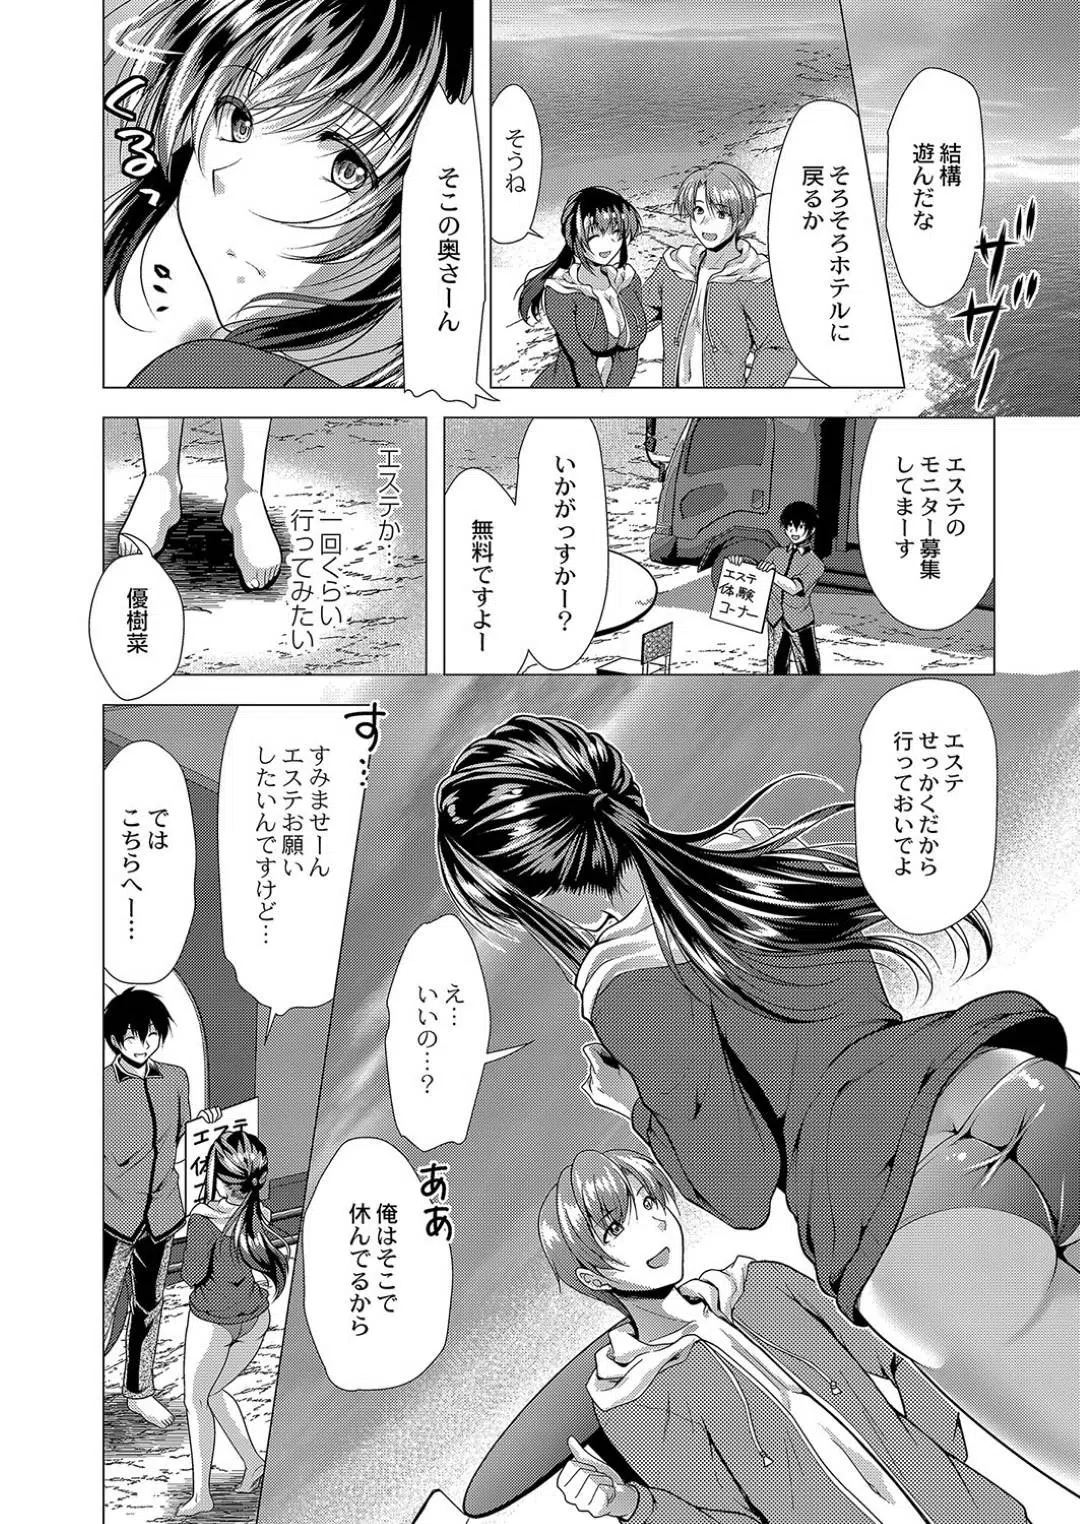 結構
遊んだな
ザザ
そろそろホテルに
戻るか
そうね
そこの奥さーん
くるっ
エステの
モニター募集
してまーす
エステ
体験
コーナー
いかがっすかー？
無料ですよー
エステか…
一回くらい
行ってみたい
優樹菜
エステ
せっかくだから
行っておいでよ
す…
え…
いいの…？
ああ
俺はそこで
休んでるから
すみませーん
エステお願い
したいんですけど…
では
こちらへー…
エステ
体
コ